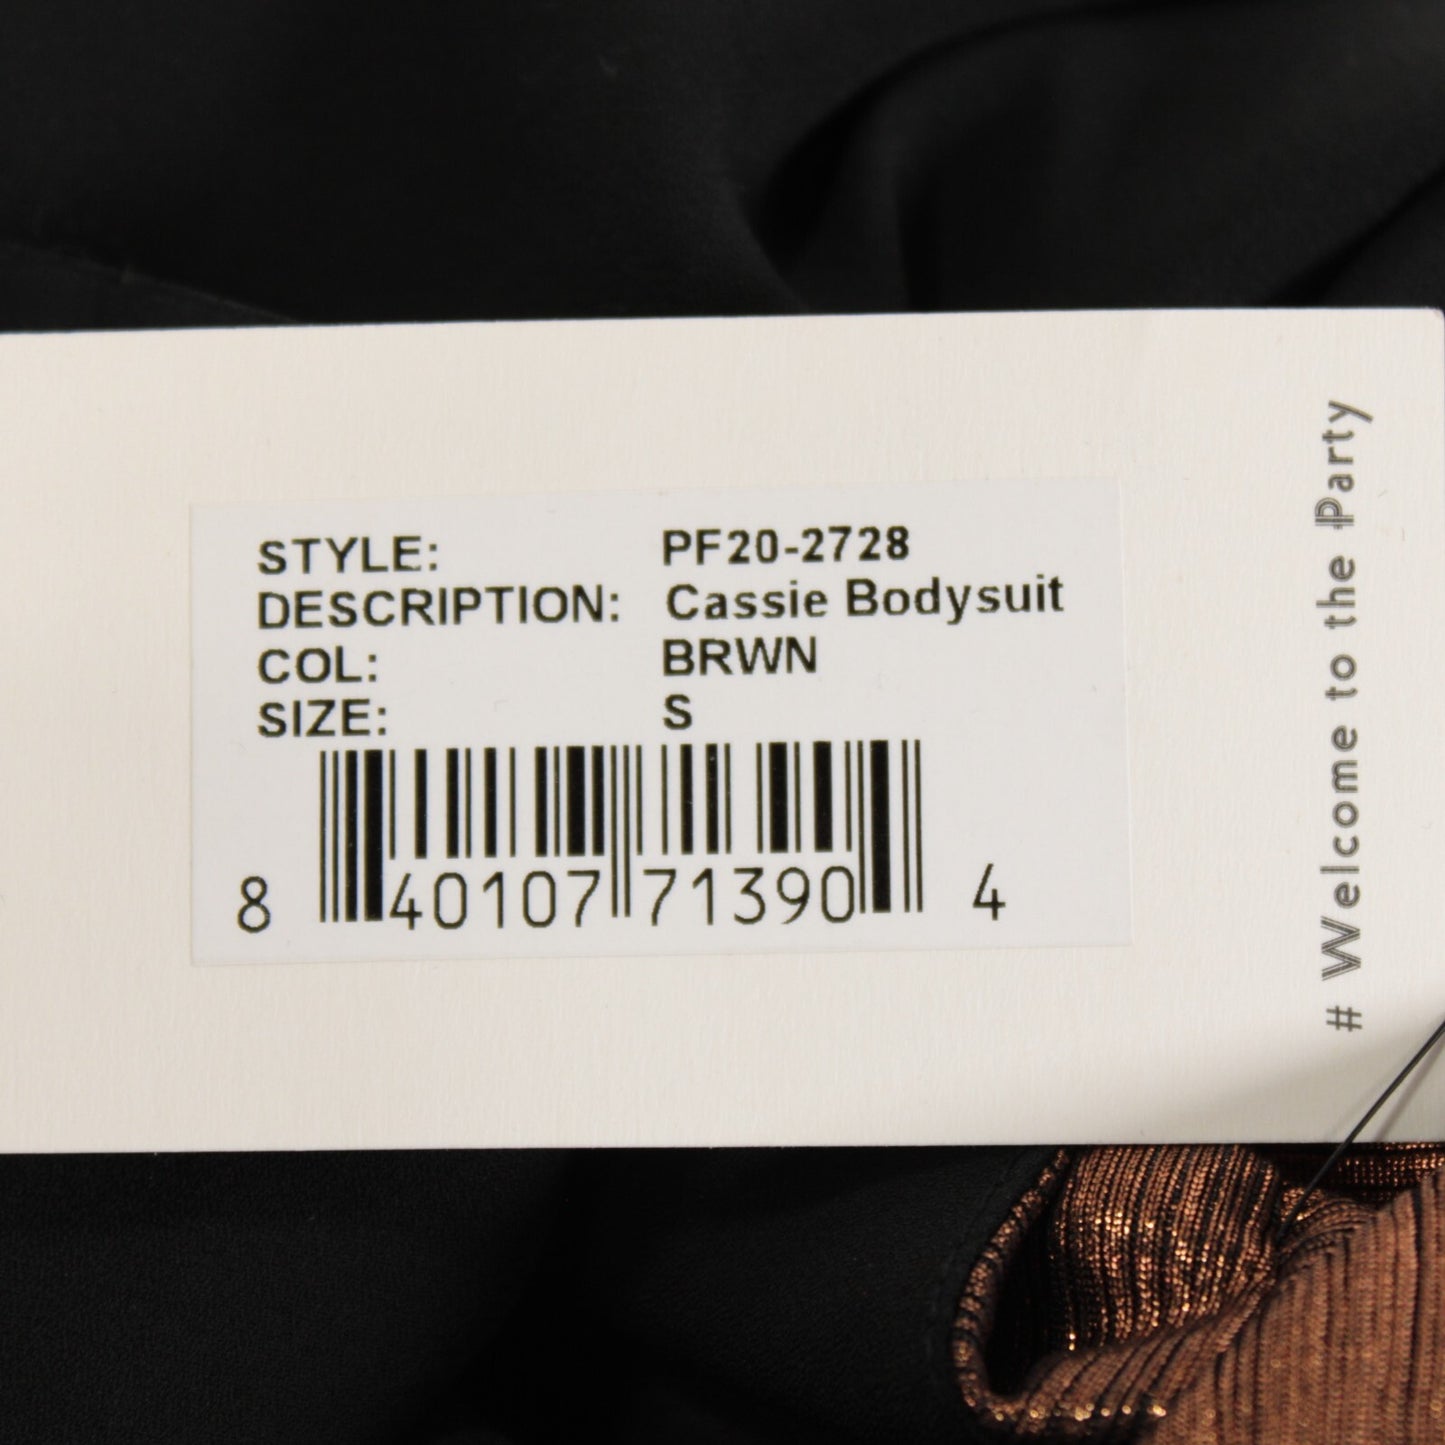 STYLE: PF20-2728
DESCRIPTION: Cassie Bodysuit
COL: BRWN
SIZE: S
8 40107 71390 4
# Welcome to the Party